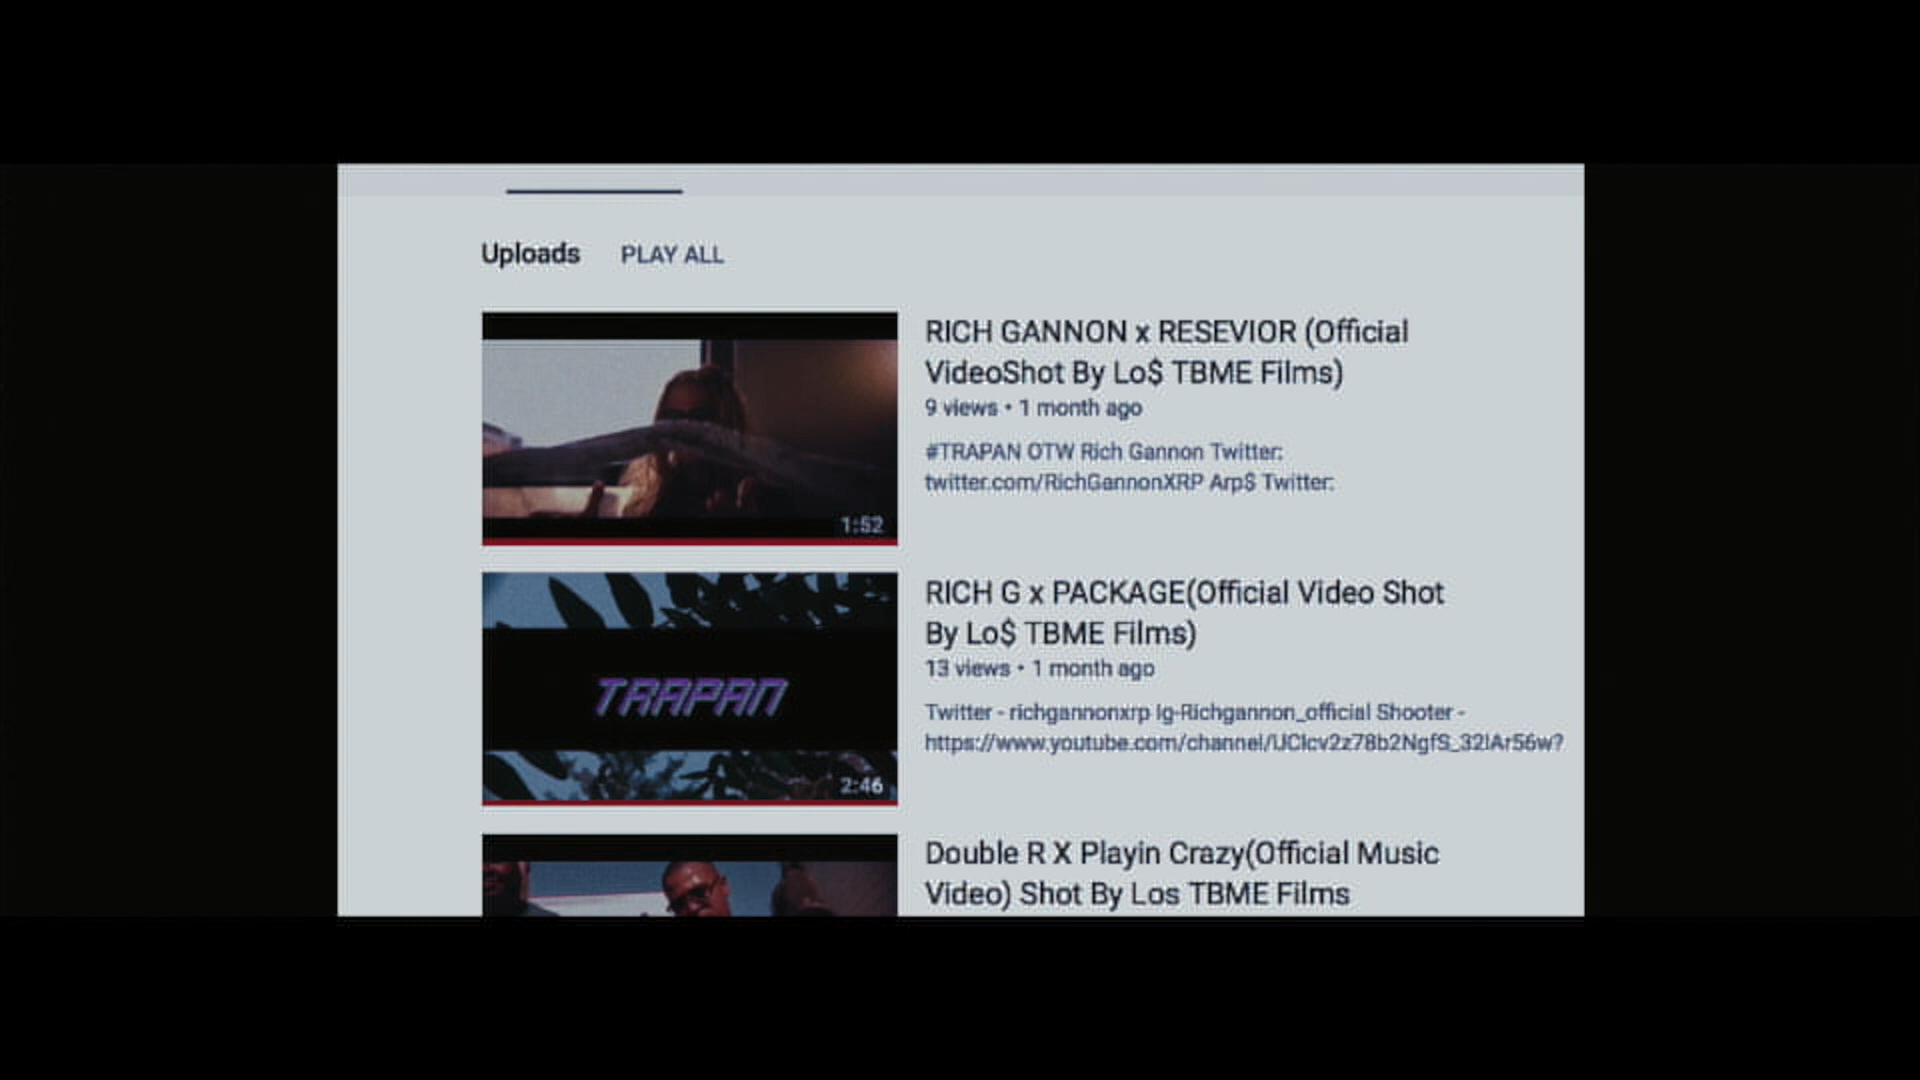 Uploads PLAY ALL
RICH GANNON x RESEVIOR (Official
VideoShot By Lo$ TBME Films)
9 views • 1 month ago
#TRAPAN OTW Rich Gannon Twitter:
twitter.com/RichGannonXRP Arp$ Twitter:
1:52
RICH G x PACKAGE(Official Video Shot
By Lo$ TBME Films)
13 views • 1 month ago
TRAPAN
Twitter - richgannonxrp Ig-Richgannon_official Shooter -
2:46
Double R X Playin Crazy(Official Music
Video) Shot By Los TBME Films